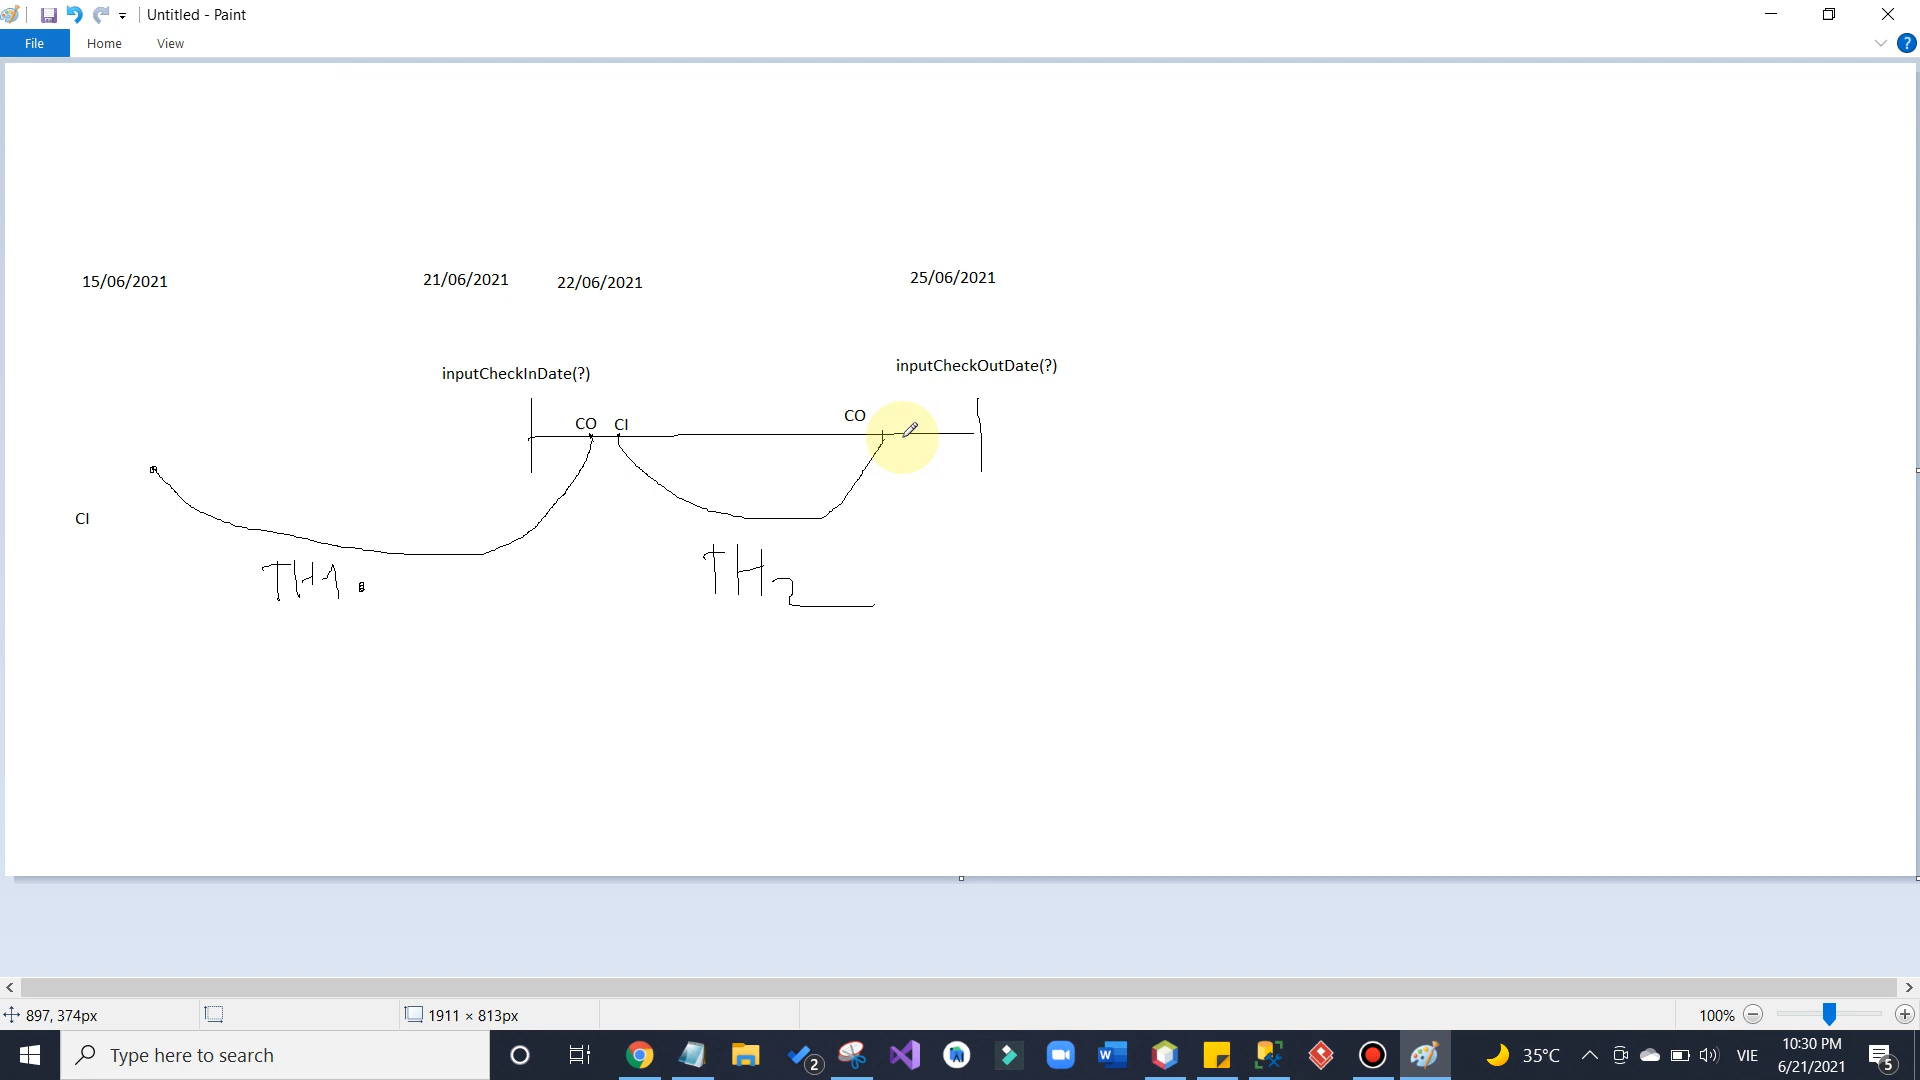 Untitled - Paint
File Home View
15/06/2021 21/06/2021 22/06/2021 25/06/2021
inputCheckInDate(?) inputCheckOutDate(?)
CO CI CO
CI
TH1.
TH2
897, 374px 1911 × 813px 100%
Type here to search
2
35°C VIE 10:30 PM
6/21/2021 5